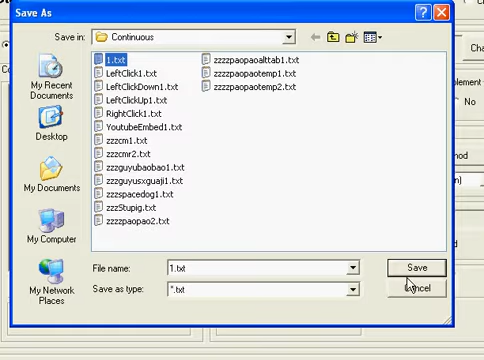 Save As
Save in:
Continuous
1.txt
LeftClick1.txt
LeftClickDown1.txt
LeftClickUp1.txt
RightClick1.txt
YoutubeEmbed1.txt
zzzcm1.txt
zzzcmr2.txt
zzzguyubaobao1.txt
zzzguyusxguaji1.txt
zzzspacedog1.txt
zzzStupig.txt
zzzzpaopao2.txt
zzzzpaopaoalttab1.txt
zzzzpaopaotemp1.txt
zzzzpaopaotemp2.txt
My Recent
Documents
Desktop
My Documents
My Computer
My Network
Places
File name:
1.txt
Save
Save as type:
*.txt
Cancel
plement
No
nod
n)